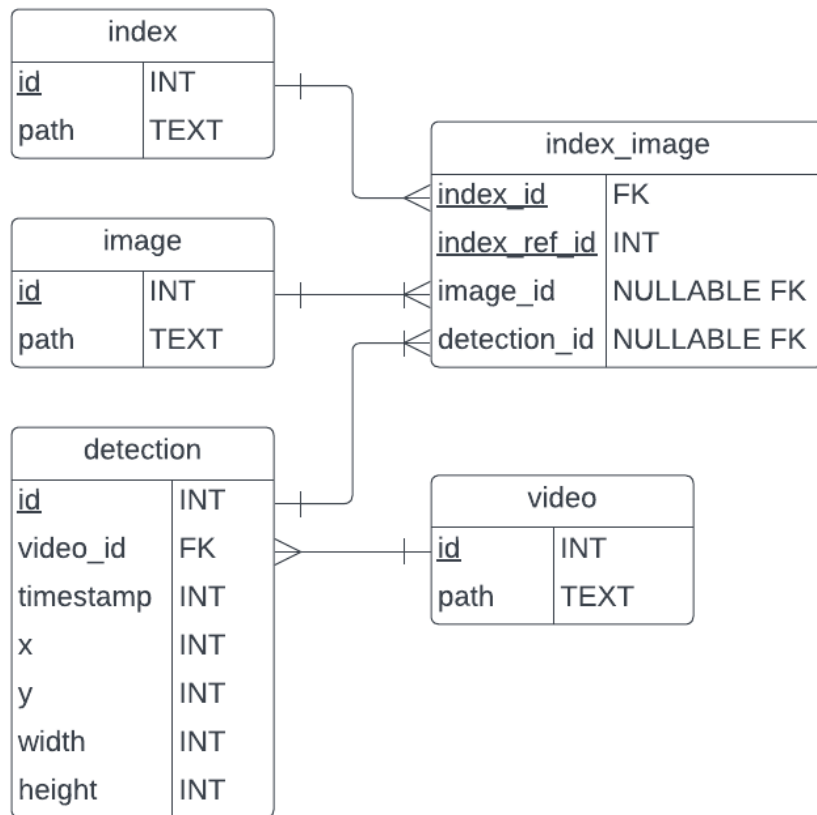 index
id INT
path TEXT
image
id INT
path TEXT
detection
id INT
video_id FK
timestamp INT
x INT
y INT
width INT
height INT
index_image
index_id FK
index_ref_id INT
image_id NULLABLE FK
detection_id NULLABLE FK
video
id INT
path TEXT